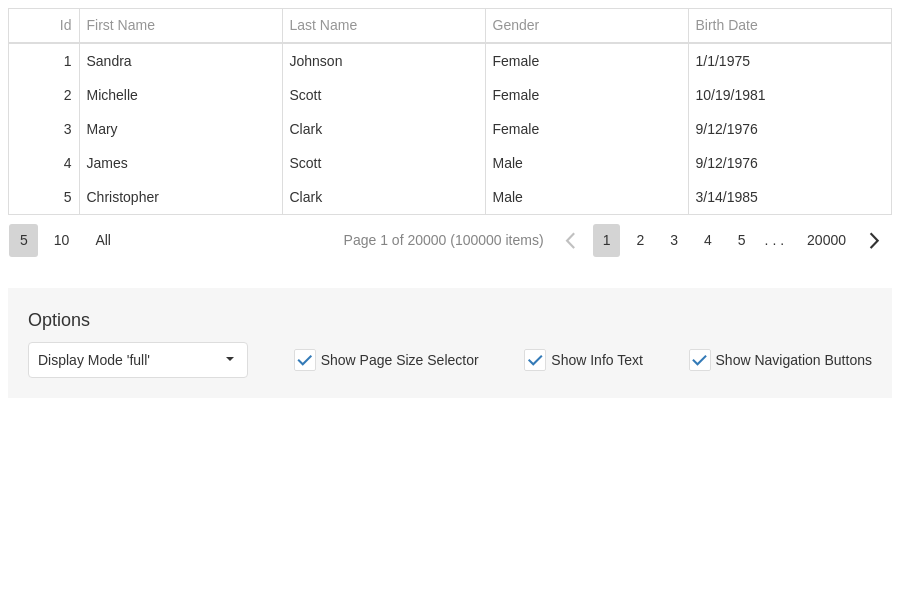 Id First Name Last Name Gender Birth Date
1 Sandra Johnson Female 1/1/1975
2 Michelle Scott Female 10/19/1981
3 Mary Clark Female 9/12/1976
4 James Scott Male 9/12/1976
5 Christopher Clark Male 3/14/1985
5 10 All Page 1 of 20000 (100000 items) 1 2 3 4 5 . . . 20000
Options
Display Mode 'full' Show Page Size Selector Show Info Text Show Navigation Buttons